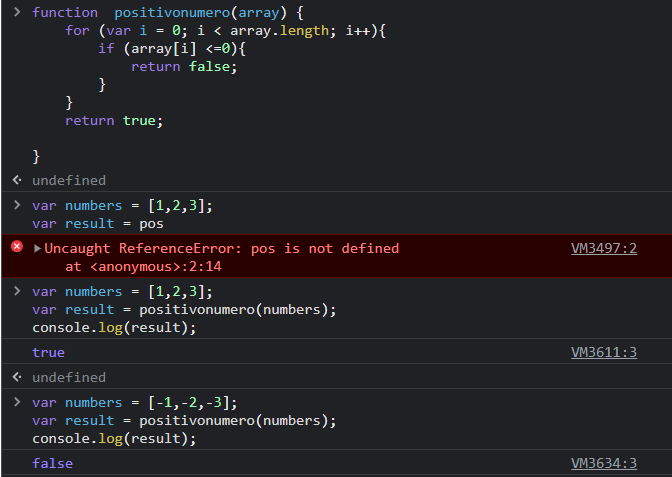 function  positivonumero(array) {
    for (var i = 0; i < array.length; i++){
        if (array[i] <=0){
            return false;
        }
    }
    return true;
}
undefined
var numbers = [1,2,3];
var result = pos
Uncaught ReferenceError: pos is not defined VM3497:2
    at <anonymous>:2:14
var numbers = [1,2,3];
var result = positivonumero(numbers);
console.log(result);
true VM3611:3
undefined
var numbers = [-1,-2,-3];
var result = positivonumero(numbers);
console.log(result);
false VM3634:3